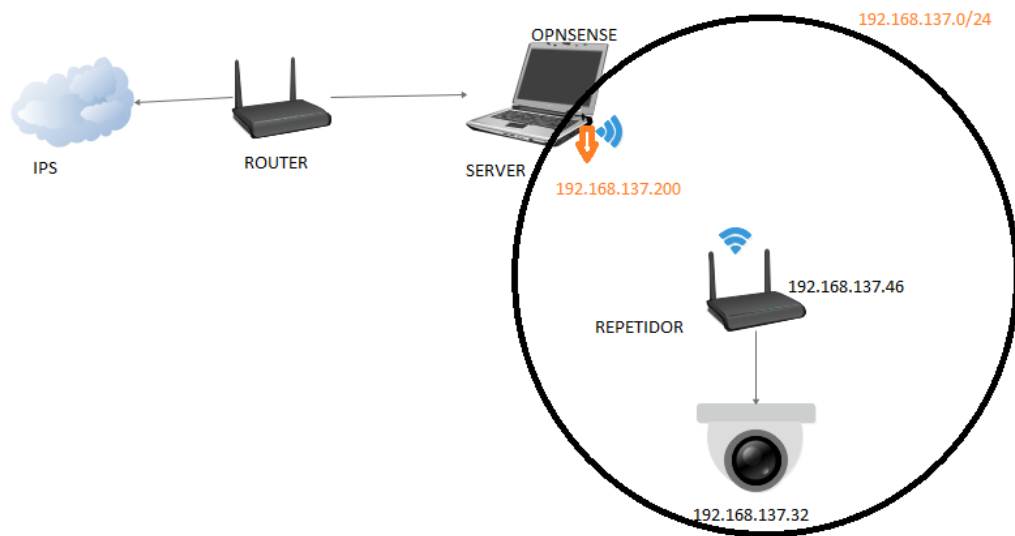 192.168.137.0/24
OPNSENSE
IPS
ROUTER
SERVER
192.168.137.200
192.168.137.46
REPETIDOR
192.168.137.32